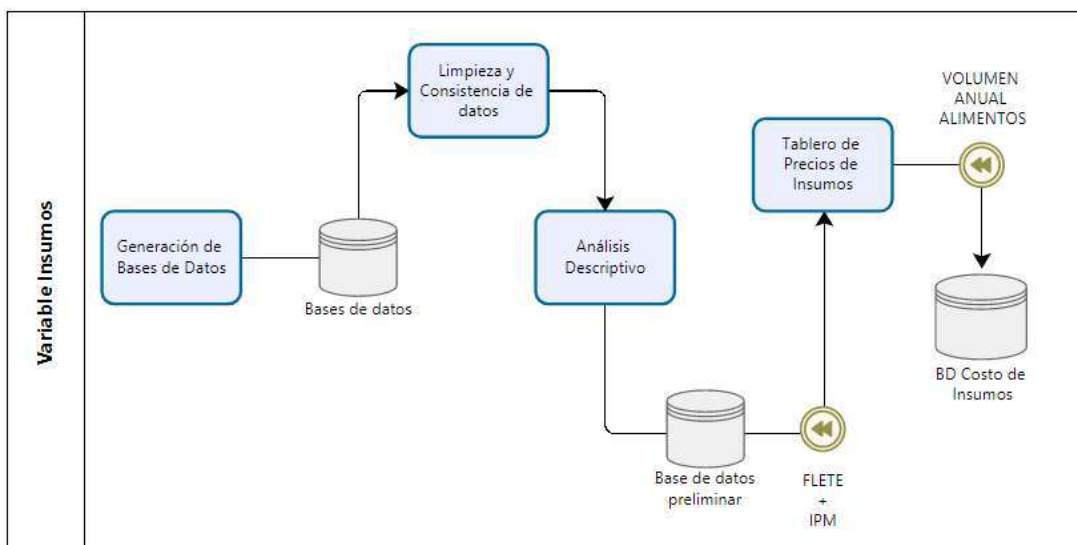 Variable Insumos
Generación de
Bases de Datos
Bases de datos
Limpieza y
Consistencia de
datos
Análisis
Descriptivo
Base de datos
preliminar
FLETE
+
IPM
Tablero de
Precios de
Insumos
VOLUMEN
ANUAL
ALIMENTOS
BD Costo de
Insumos